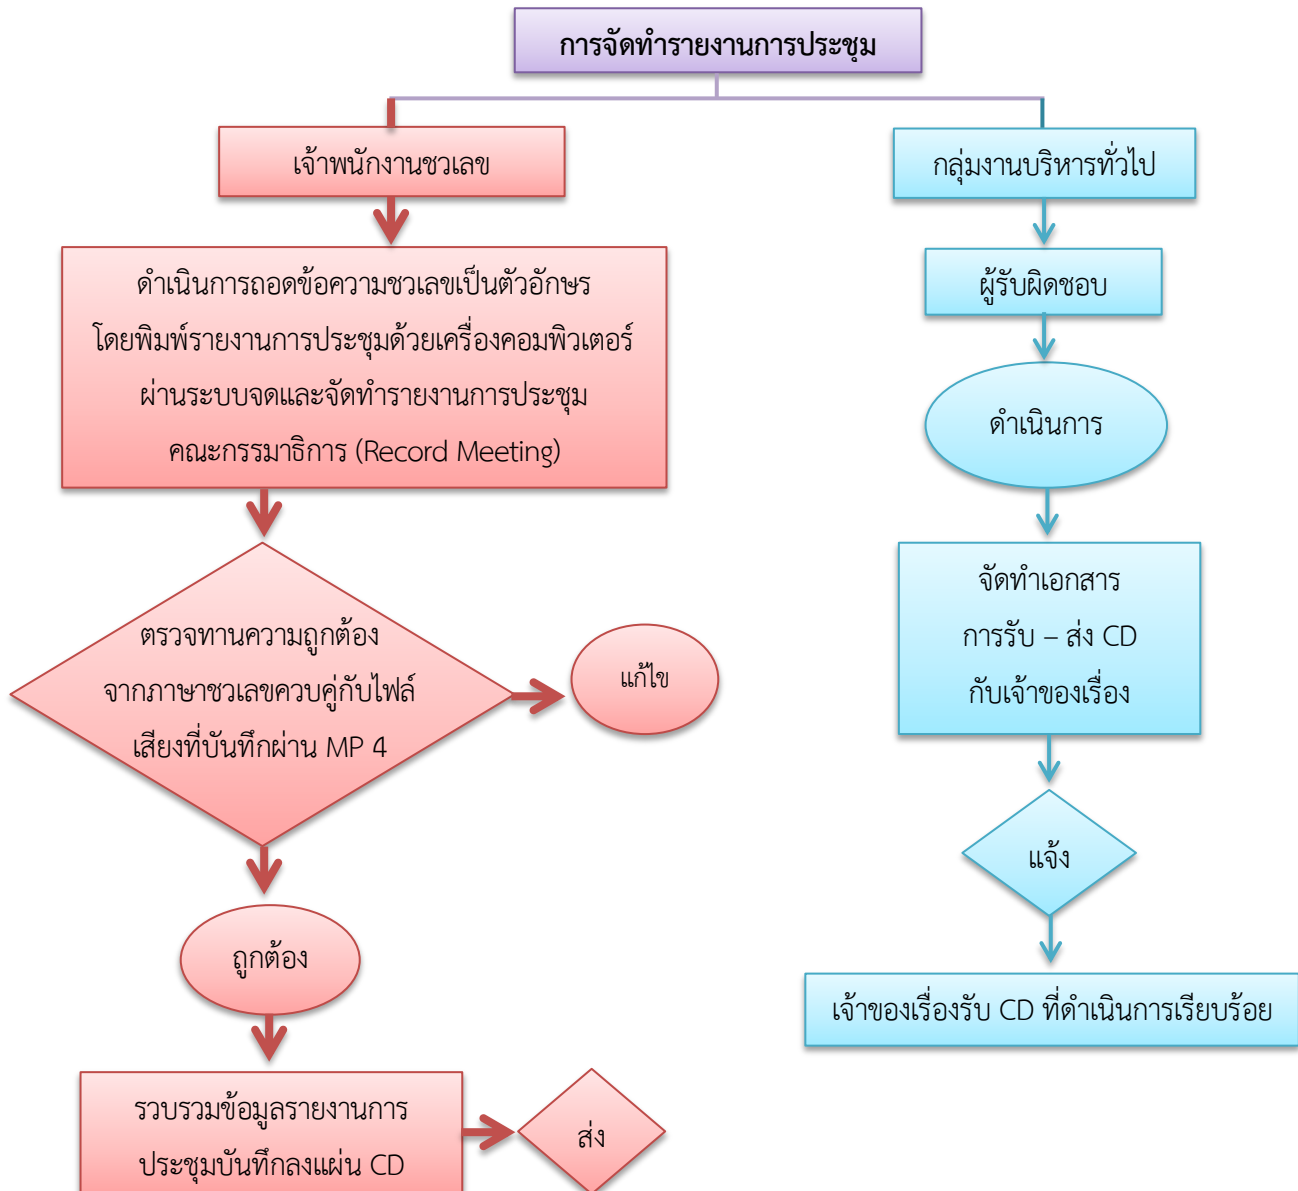 การจัดทำรายงานการประชุม
เจ้าพนักงานชวเลข
ดำเนินการถอดข้อความชวเลขเป็นตัวอักษร
โดยพิมพ์รายงานการประชุมด้วยเครื่องคอมพิวเตอร์
ผ่านระบบจดและจัดทำรายงานการประชุม
คณะกรรมาธิการ (Record Meeting)
ตรวจทานความถูกต้อง
จากภาษาชวเลขควบคู่กับไฟล์
เสียงที่บันทึกผ่าน MP 4
แก้ไข
ถูกต้อง
รวบรวมข้อมูลรายงานการ
ประชุมบันทึกลงแผ่น CD
ส่ง
กลุ่มงานบริหารทั่วไป
ผู้รับผิดชอบ
ดำเนินการ
จัดทำเอกสาร
การรับ – ส่ง CD
กับเจ้าของเรื่อง
แจ้ง
เจ้าของเรื่องรับ CD ที่ดำเนินการเรียบร้อย